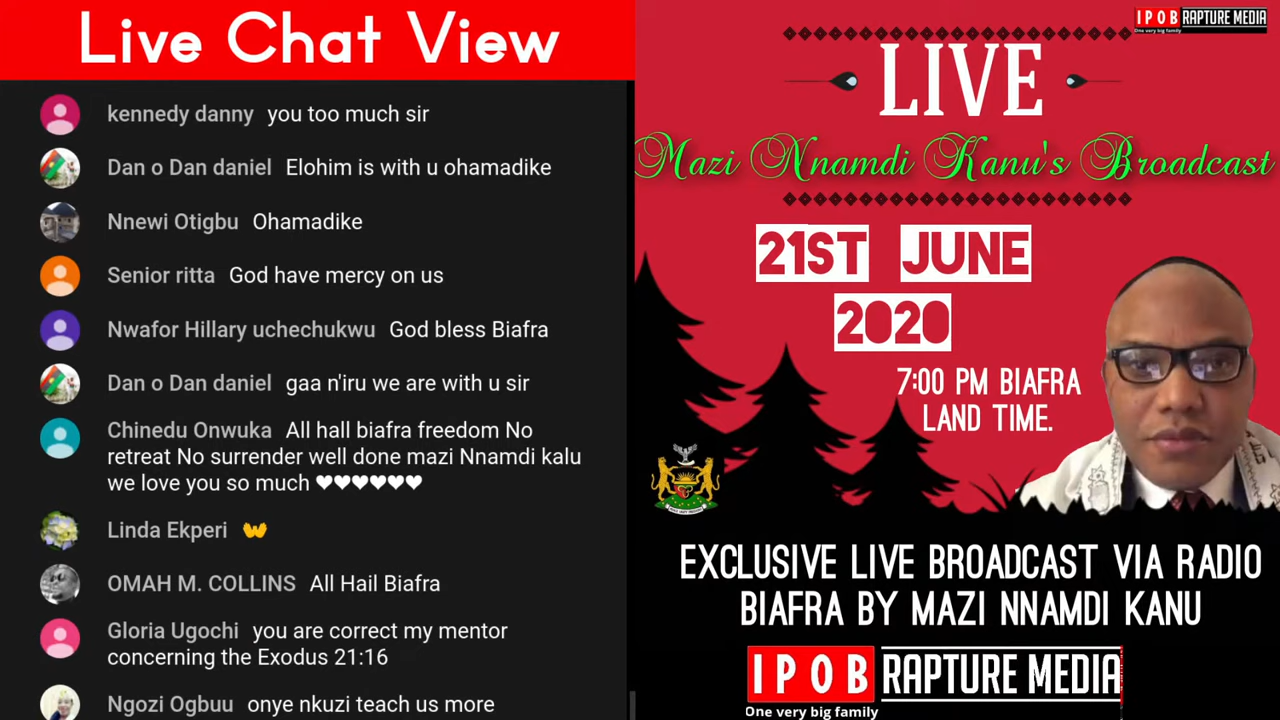 Live Chat View
kennedy danny you too much sir
Dan o Dan daniel Elohim is with u ohamadike
Nnewi Otigbu Ohamadike
Senior ritta God have mercy on us
Nwafor Hillary uchechukwu God bless Biafra
Dan o Dan daniel gaa n'iru we are with u sir
Chinedu Onwuka All hall biafra freedom No
retreat No surrender well done mazi Nnamdi kalu
we love you so much ♥♥♥♥♥♥
Linda Ekperi 👐
OMAH M. COLLINS All Hail Biafra
Gloria Ugochi you are correct my mentor
concerning the Exodus 21:16
Ngozi Ogbuu onye nkuzi teach us more
IPOB RAPTURE MEDIA
One very big family
LIVE
Mazi Nnamdi Kanu's Broadcast
21ST JUNE
2020
7:00 PM BIAFRA
LAND TIME.
EXCLUSIVE LIVE BROADCAST VIA RADIO
BIAFRA BY MAZI NNAMDI KANU
IPOB RAPTURE MEDIA
One very big family